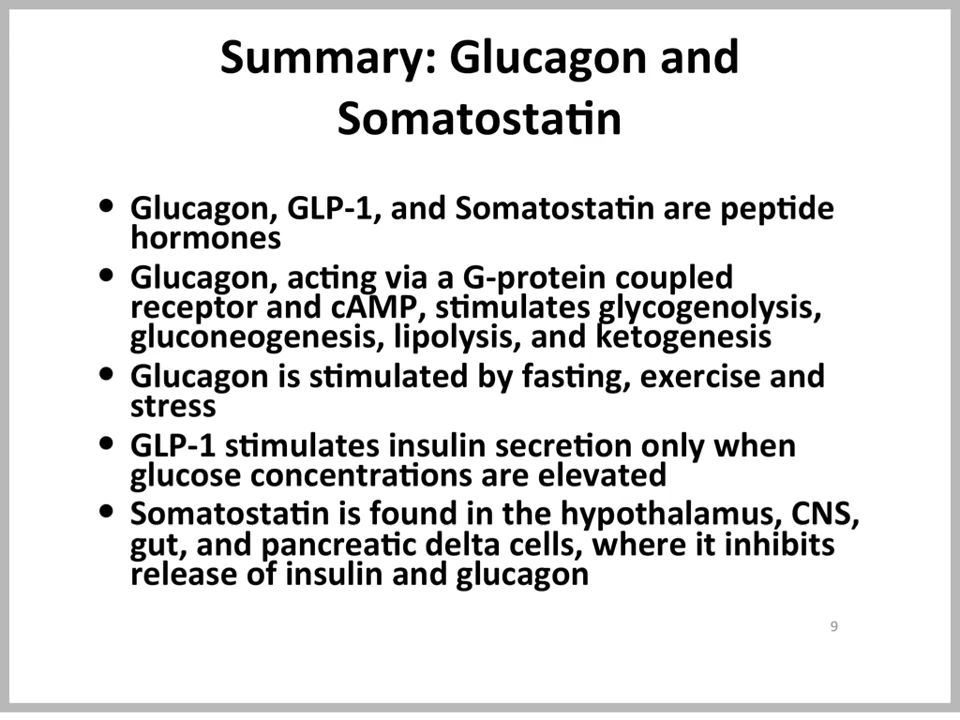 Summary: Glucagon and
Somatostatin
• Glucagon, GLP-1, and Somatostatin are peptide
hormones
• Glucagon, acting via a G-protein coupled
receptor and cAMP, stimulates glycogenolysis,
gluconeogenesis, lipolysis, and ketogenesis
• Glucagon is stimulated by fasting, exercise and
stress
• GLP-1 stimulates insulin secretion only when
glucose concentrations are elevated
• Somatostatin is found in the hypothalamus, CNS,
gut, and pancreatic delta cells, where it inhibits
release of insulin and glucagon
9